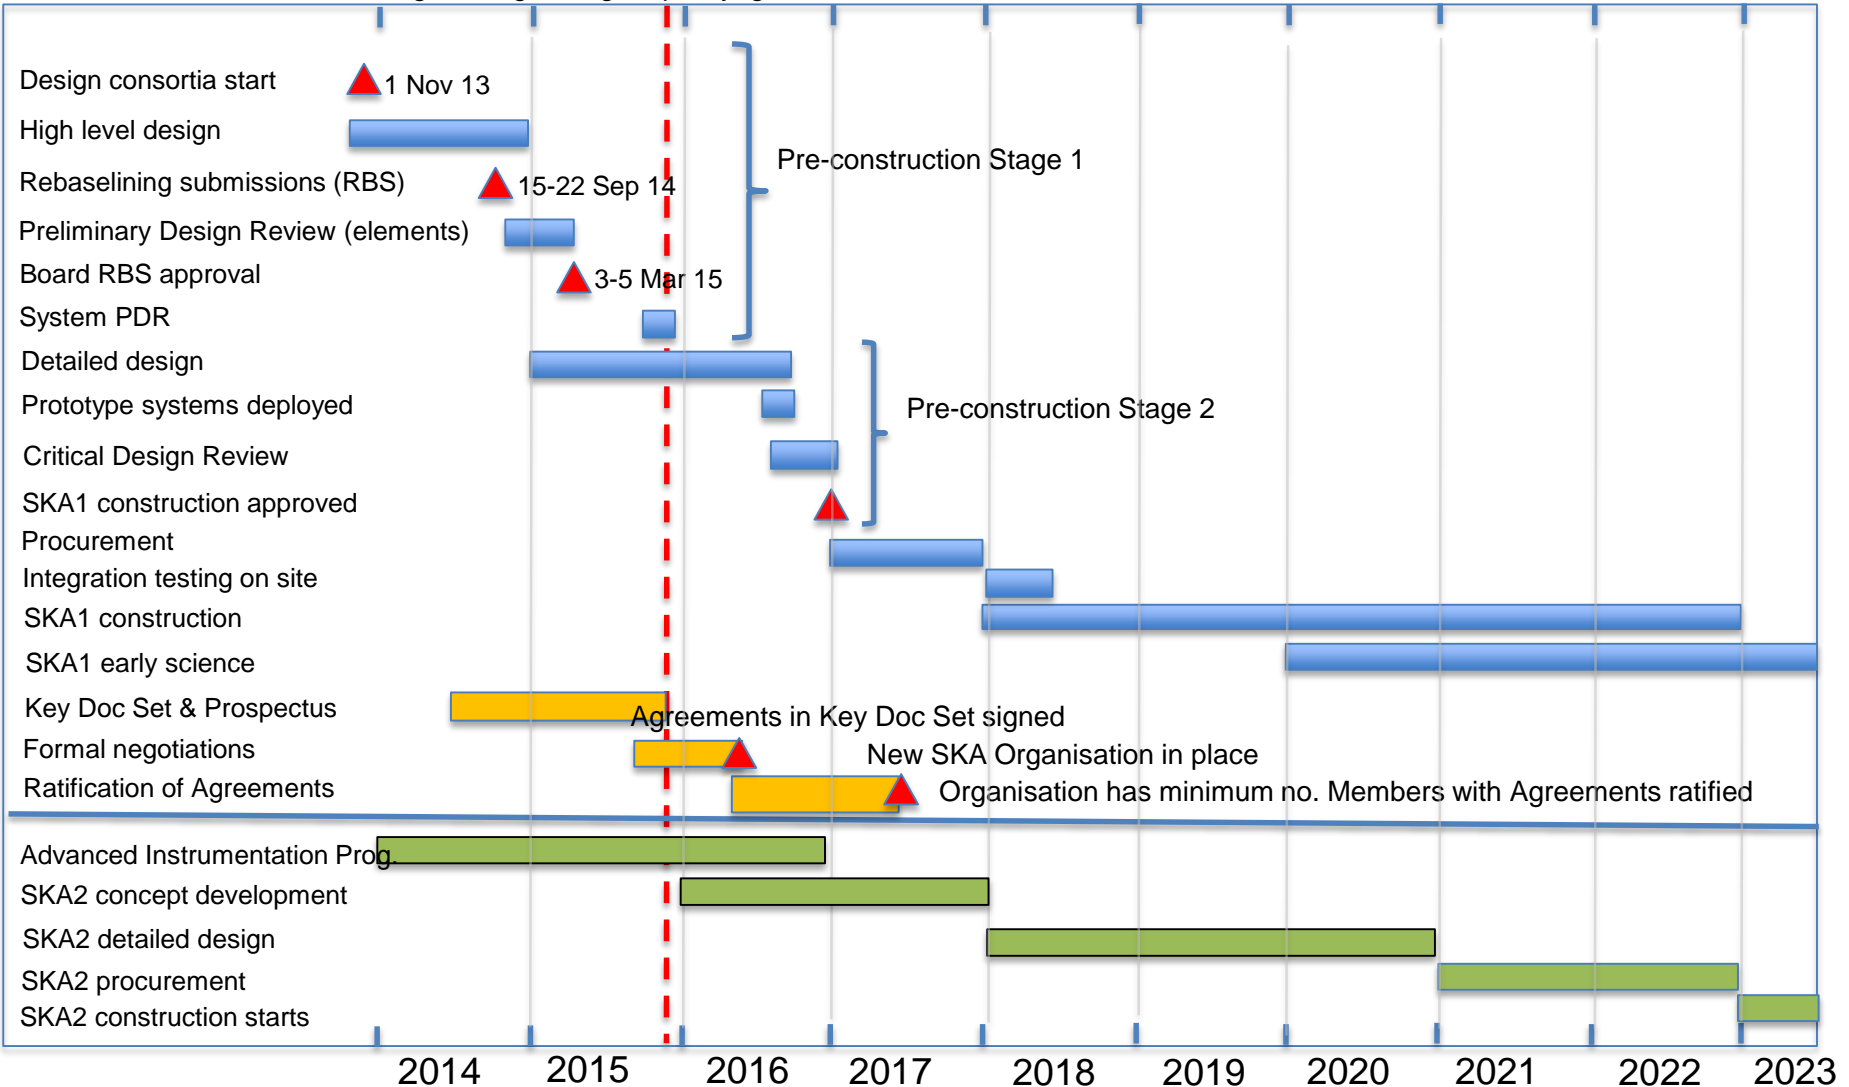 Design consortia start
1 Nov 13
High level design
Pre-construction Stage 1
Rebaselining submissions (RBS)
15-22 Sep 14
Preliminary Design Review (elements)
Board RBS approval
3-5 Mar 15
System PDR
Detailed design
Prototype systems deployed
Pre-construction Stage 2
Critical Design Review
SKA1 construction approved
Procurement
Integration testing on site
SKA1 construction
SKA1 early science
Key Doc Set & Prospectus
Agreements in Key Doc Set signed
Formal negotiations
New SKA Organisation in place
Ratification of Agreements
Organisation has minimum no. Members with Agreements ratified
Advanced Instrumentation Prog.
SKA2 concept development
SKA2 detailed design
SKA2 procurement
SKA2 construction starts
2014 2015 2016 2017 2018 2019 2020 2021 2022 2023